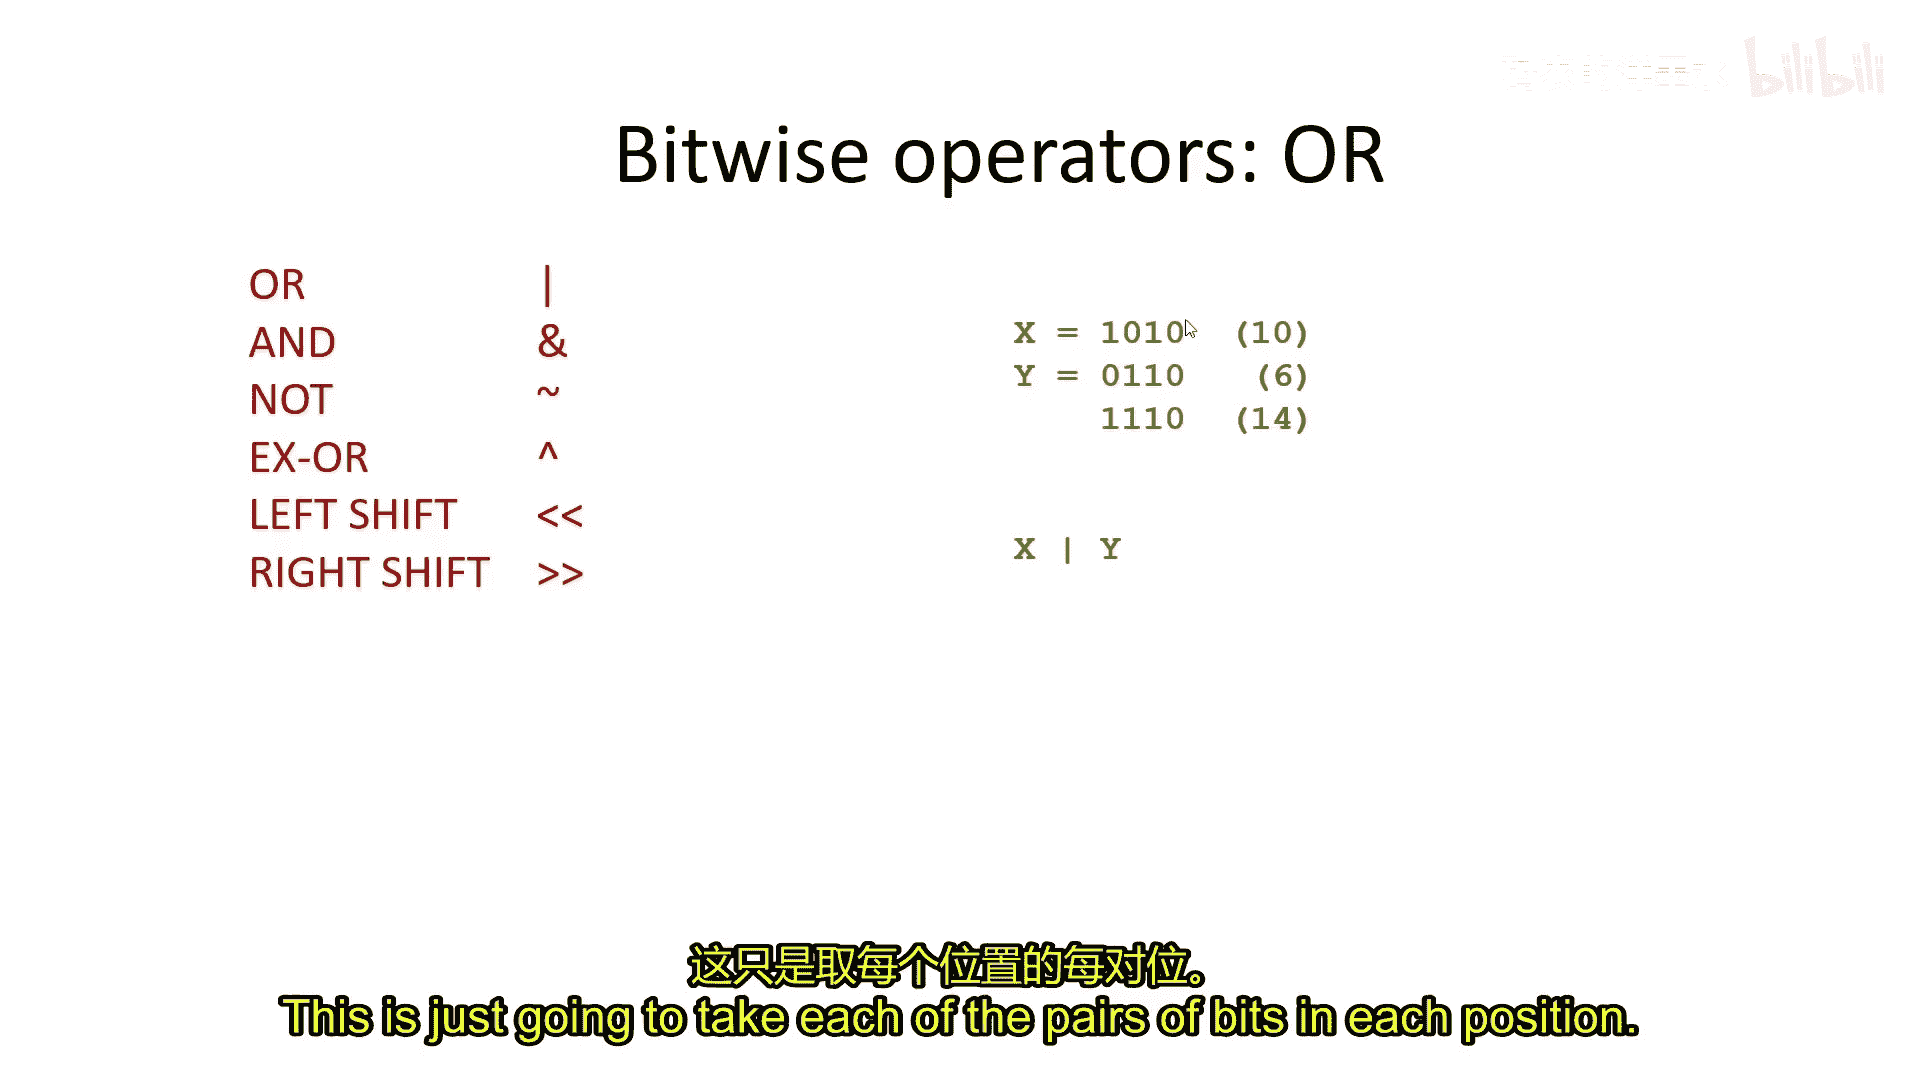 bilibili
Bitwise operators: OR
OR |
AND &
NOT ~
EX-OR ^
LEFT SHIFT <<
RIGHT SHIFT >>
X = 1010 (10)
Y = 0110 (6)
1110 (14)
X | Y
这只是取每个位置的每对位。
This is just going to take each of the pairs of bits in each position.